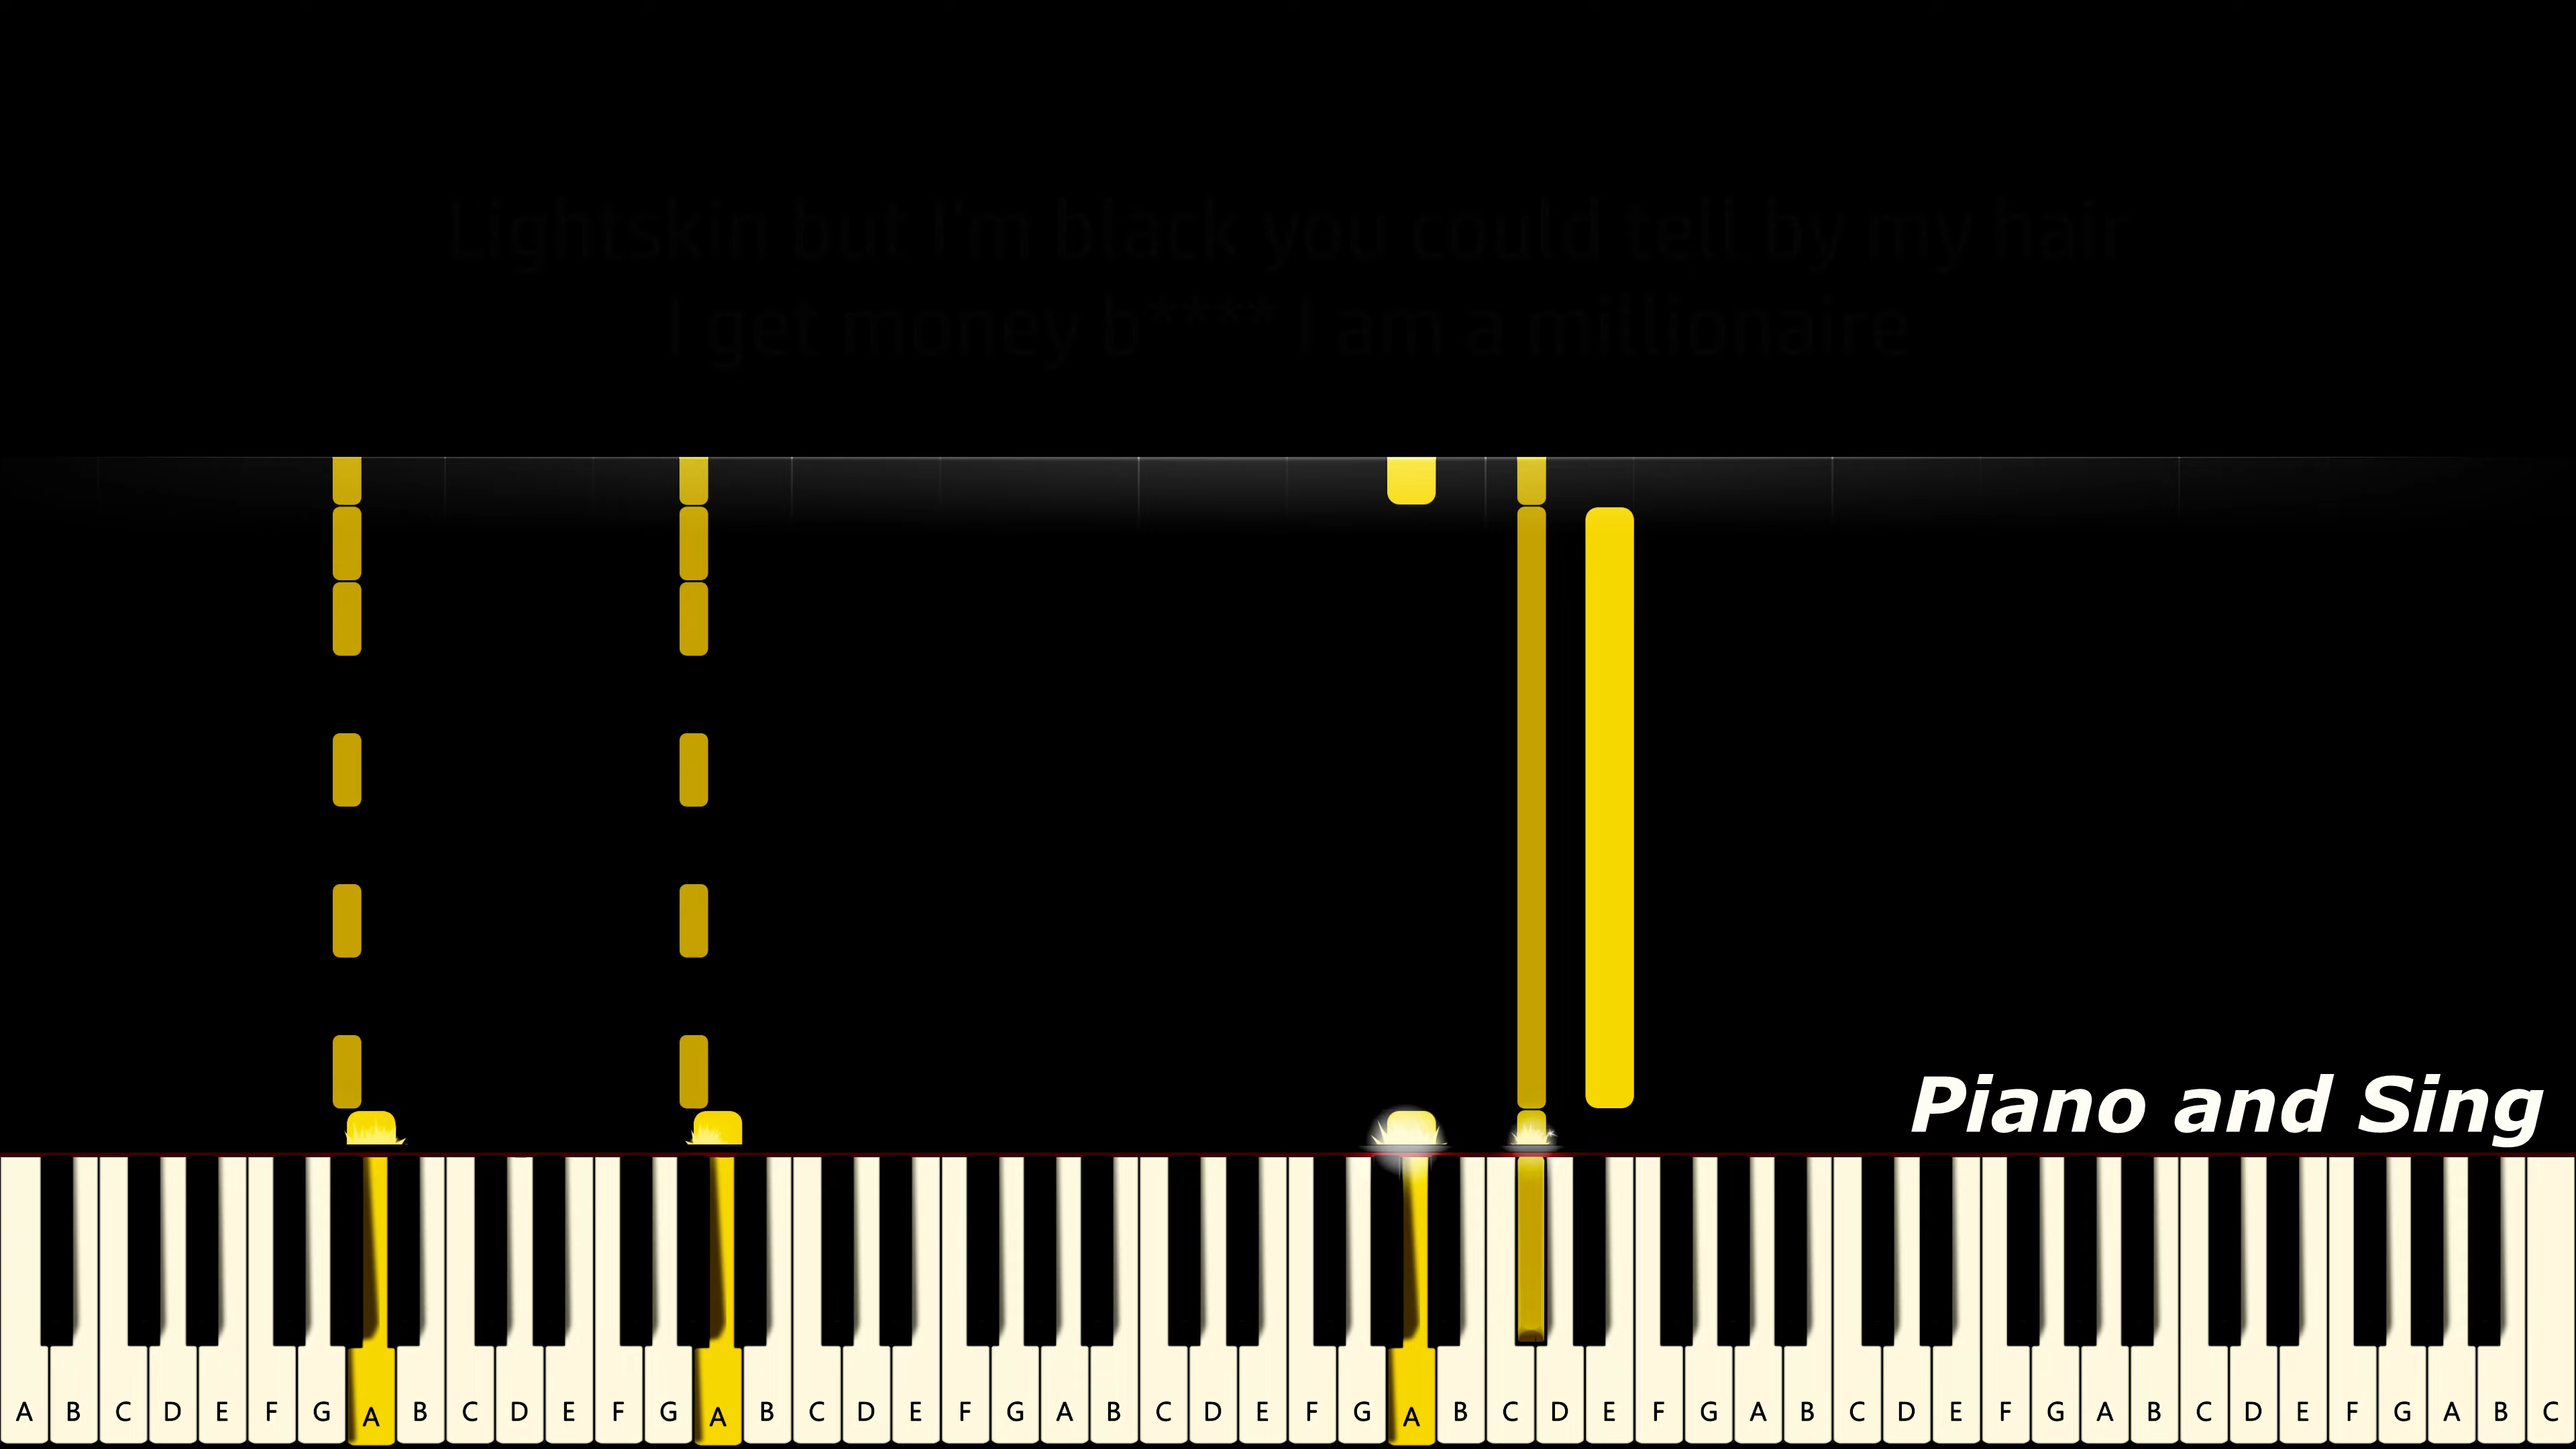 Lightskin but I'm black you could tell by my hair
I get money b**** I am a millionaire
Piano and Sing
A B C D E F G A B C D E F G A B C D E F G A B C D E F G A B C D E F G A B C D E F G A B C D E F G A B C